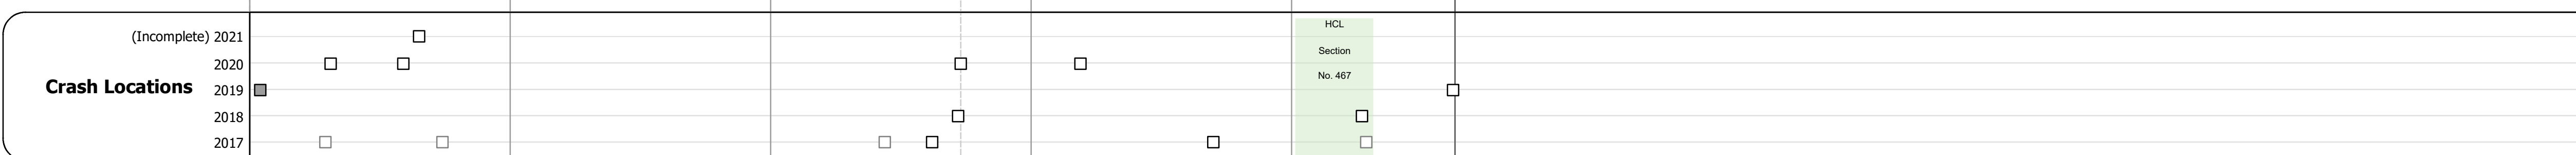 HCL
(Incomplete) 2021
Section
2020
No. 467
Crash Locations
2019
2018
2017